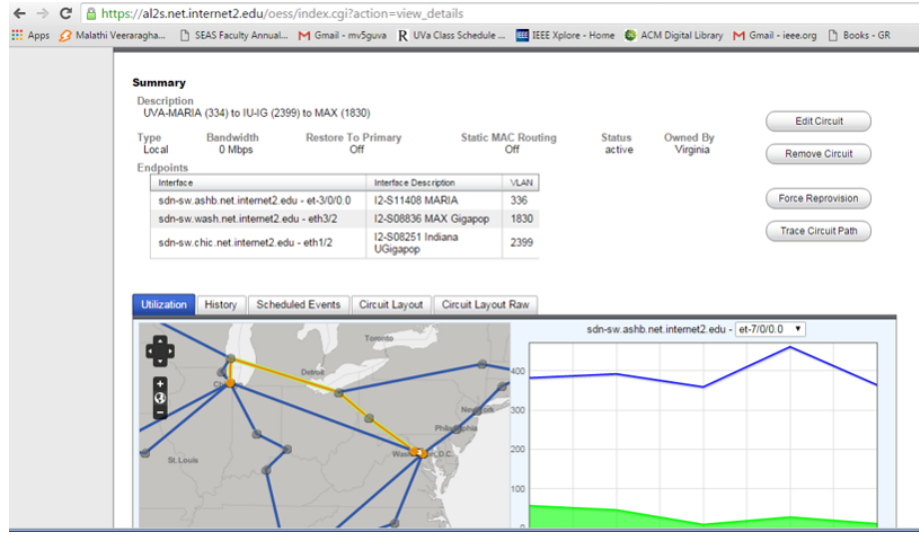 https://al2s.net.internet2.edu/oess/index.cgi?action=view_details
Apps Malathi Veeraragha... SEAS Faculty Annual... Gmail - mv5guva UVa Class Schedule ... IEEE Xplore - Home ACM Digital Library Gmail - ieee.org Books - GR
Summary
Description
UVA-MARIA (334) to IU-IG (2399) to MAX (1830)
Edit Circuit
Type Bandwidth Restore To Primary Static MAC Routing Status Owned By
Local 0 Mbps Off Off active Virginia
Remove Circuit
Endpoints
Interface Interface Description VLAN
sdn-sw.ashb.net.internet2.edu - et-3/0/0.0 I2-S11408 MARIA 336
Force Reprovision
sdn-sw.wash.net.internet2.edu - eth3/2 I2-S08836 MAX Gigapop 1830
Trace Circuit Path
sdn-sw.chic.net.internet2.edu - eth1/2 I2-S08251 Indiana UGigapop 2399
Utilization History Scheduled Events Circuit Layout Circuit Layout Raw
sdn-sw.ashb.net.internet2.edu - et-7/0/0.0
Toronto
Detroit
400
300
200
St. Louis
100
0